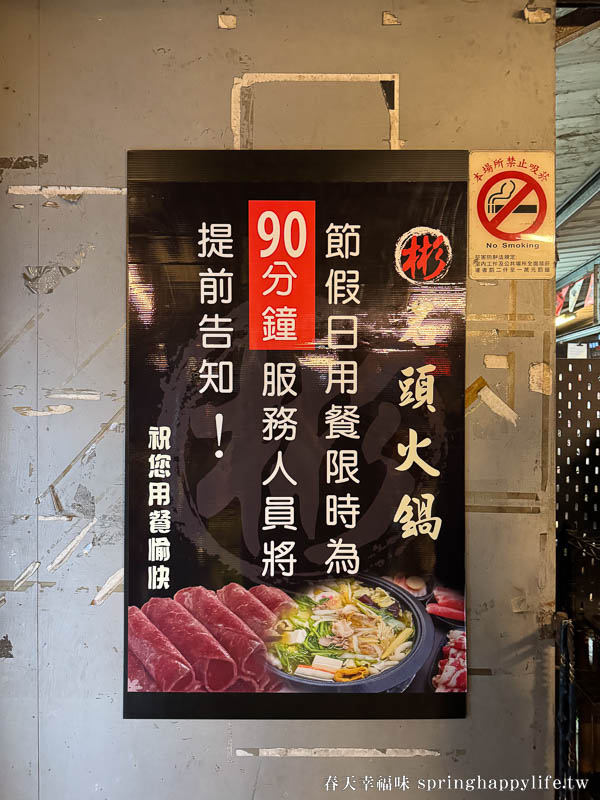 彬
石頭火鍋
節假日用餐限時為
90分鐘服務人員將
提前告知！
祝您用餐愉快
本場所禁止吸菸
No Smoking
春天幸福味 springhappylife.tw